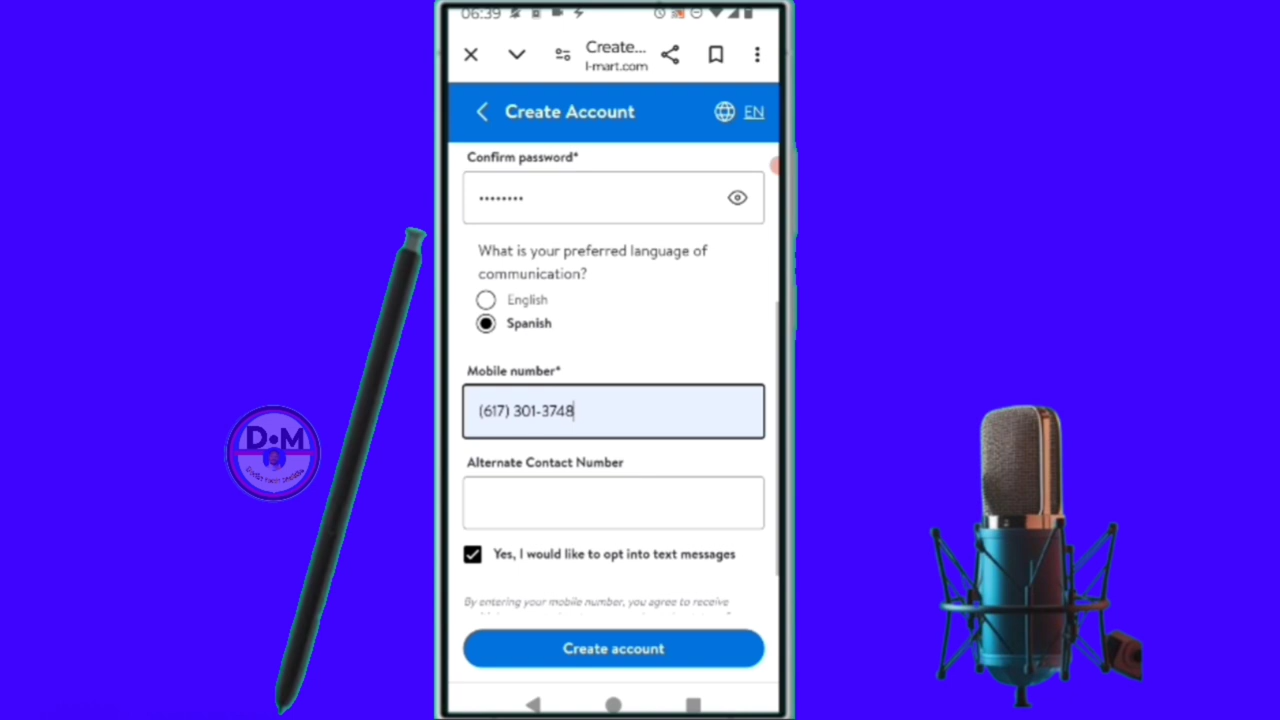 06:39
Create...
l-mart.com
Create Account
EN
Confirm password*
••••••••
What is your preferred language of
communication?
English
Spanish
Mobile number*
(617) 301-3748
Alternate Contact Number
Yes, I would like to opt into text messages
By entering your mobile number, you agree to receive
Create account
D•M